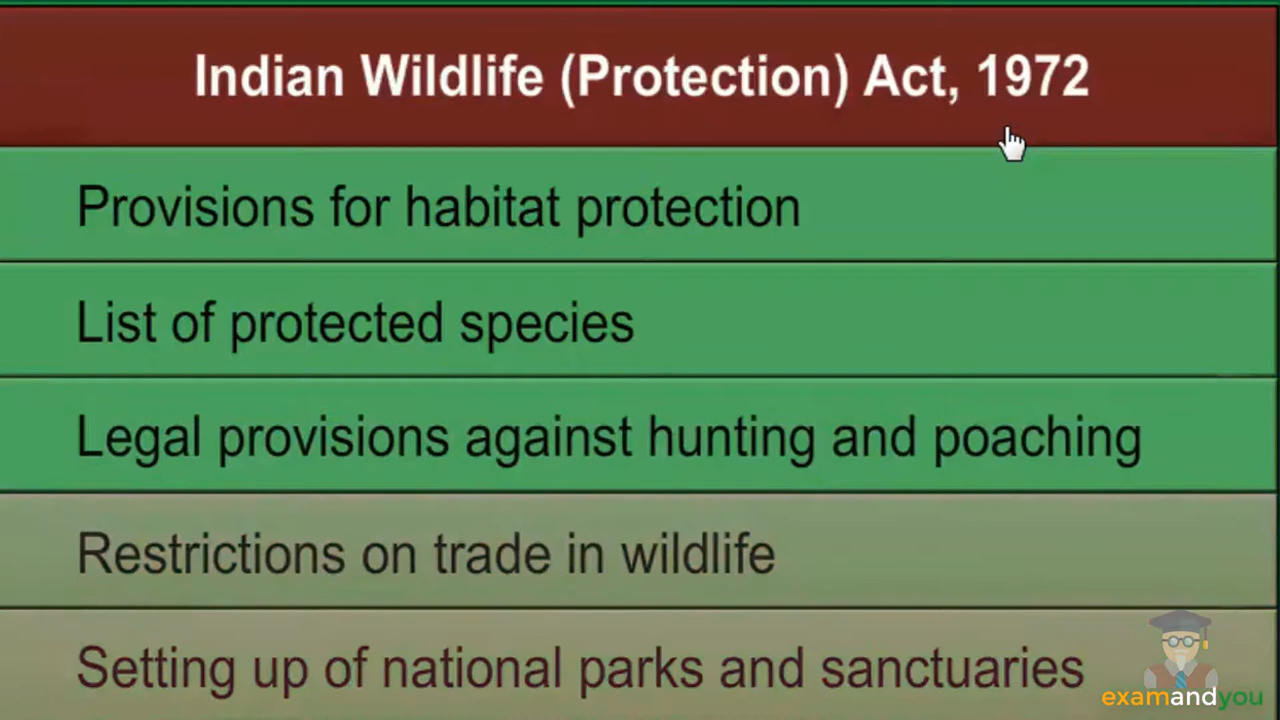 Indian Wildlife (Protection) Act, 1972
Provisions for habitat protection
List of protected species
Legal provisions against hunting and poaching
Restrictions on trade in wildlife
Setting up of national parks and sanctuaries
examandyou